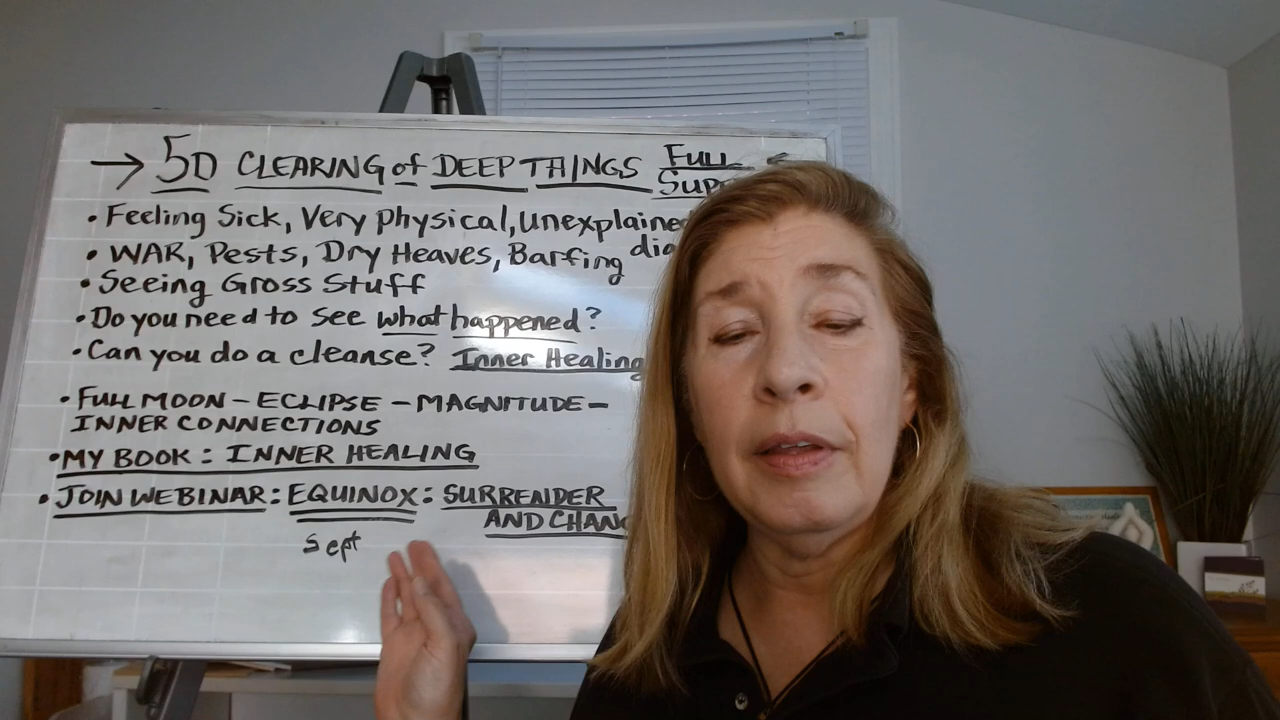 → 5D CLEARING of DEEP THINGS FULL
• Feeling Sick, Very physical,
• WAR, Pests, Dry Heaves, Barfing
• Seeing Gross Stuff
• Do you need to see what happened?
• Can you do a cleanse? Inner Healing
• FULL MOON - ECLIPSE - MAGNITUDE -
INNER CONNECTIONS
• MY BOOK : INNER HEALING
• JOIN WEBINAR : EQUINOX : SURRENDER
AND
Sept